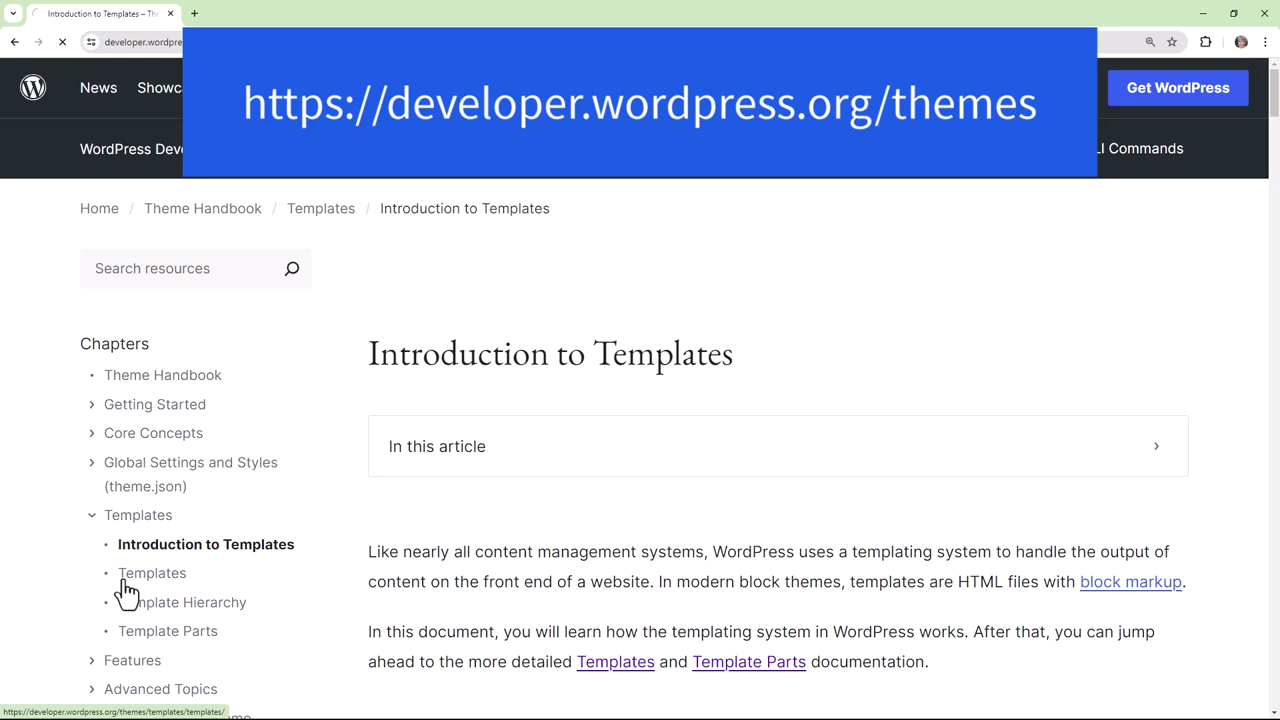 Introduction to Templates – The
developer.wordpre
https://developer.wordpress.org/themes
News
Showca
Get WordPress
WordPress Deve
LI Commands
Home / Theme Handbook / Templates / Introduction to Templates
Search resources
Chapters
Theme Handbook
Getting Started
Core Concepts
Global Settings and Styles
(theme.json)
Templates
Introduction to Templates
Templates
mplate Hierarchy
Template Parts
Features
Advanced Topics
Introduction to Templates
In this article
Like nearly all content management systems, WordPress uses a templating system to handle the output of
content on the front end of a website. In modern block themes, templates are HTML files with block markup.
In this document, you will learn how the templating system in WordPress works. After that, you can jump
ahead to the more detailed Templates and Template Parts documentation.
https://developer.wordpress.org/themes/templates/templates/